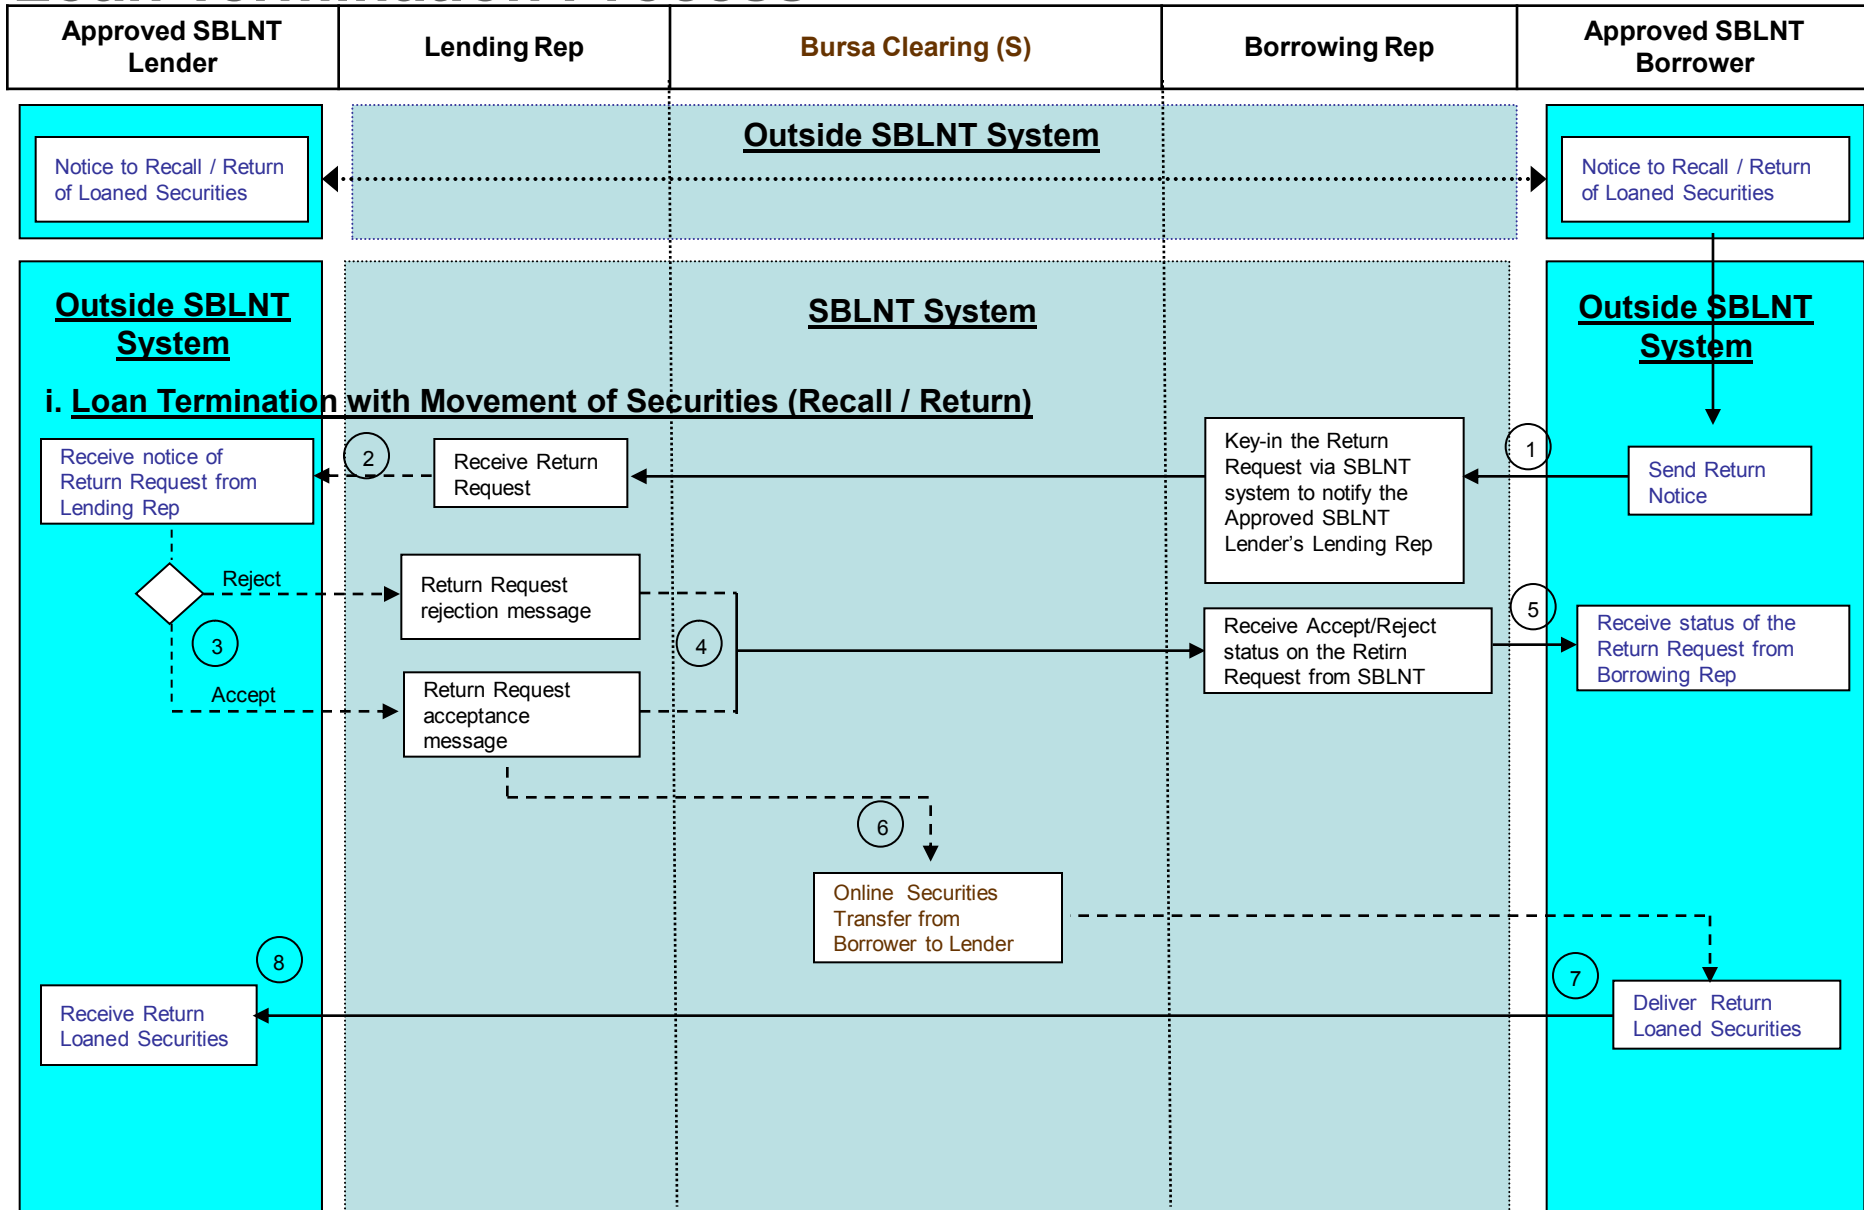 Approved SBLNT
Lender
Lending Rep
Bursa Clearing (S)
Borrowing Rep
Approved SBLNT
Borrower
Outside SBLNT System
Notice to Recall / Return
of Loaned Securities
Notice to Recall / Return
of Loaned Securities
Outside SBLNT
System
SBLNT System
Outside SBLNT
System
i. Loan Termination with Movement of Securities (Recall / Return)
Receive notice of
Return Request from
Lending Rep
2
Receive Return
Request
Key-in the Return
Request via SBLNT
system to notify the
Approved SBLNT
Lender's Lending Rep
1
Send Return
Notice
Reject
Return Request
rejection message
3
4
Accept
Return Request
acceptance
message
Receive Accept/Reject
status on the Retirn
Request from SBLNT
5
Receive status of the
Return Request from
Borrowing Rep
6
Online Securities
Transfer from
Borrower to Lender
8
7
Receive Return
Loaned Securities
Deliver Return
Loaned Securities